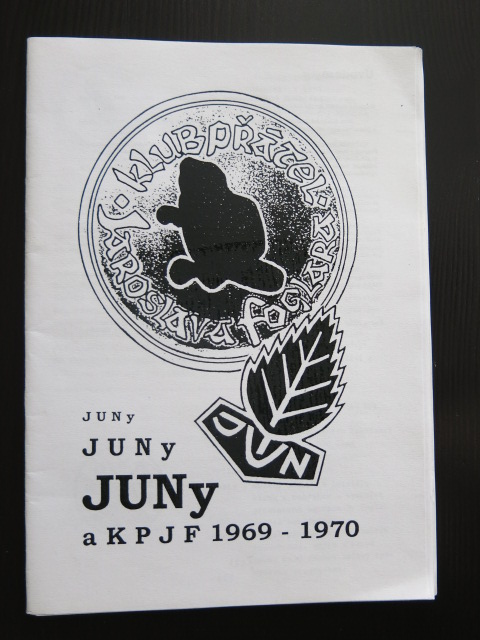 KLUB PŘÁTEL
JAROSLAVA FOGLARA
JUN
JUNy
JUNy
JUNy
a KPJF 1969 - 1970